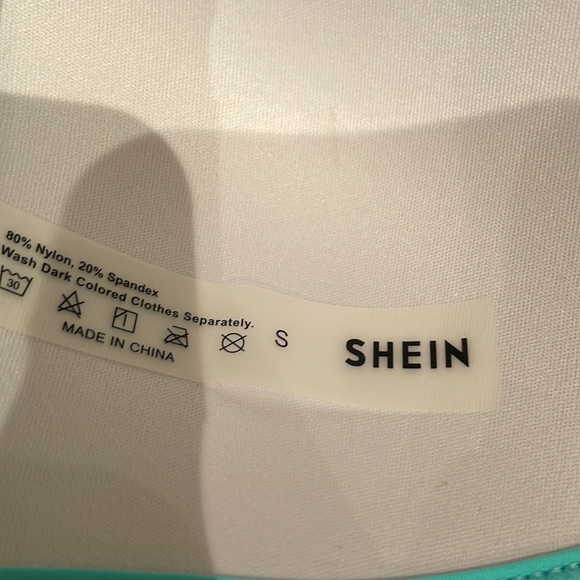 80% Nylon, 20% Spandex
Wash Dark Colored Clothes Separately.
30
MADE IN CHINA
S
SHEIN